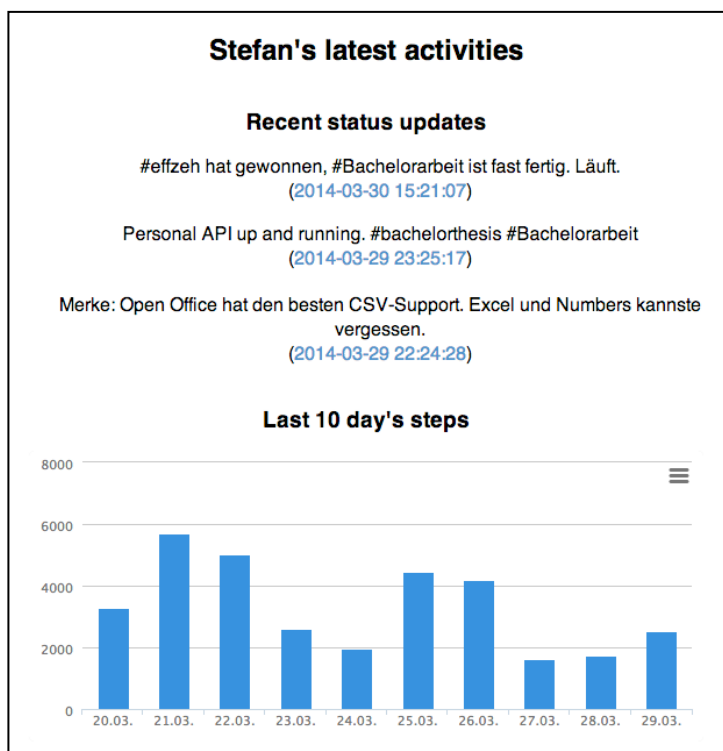 Stefan's latest activities
Recent status updates
#effzeh hat gewonnen, #Bachelorarbeit ist fast fertig. Läuft.
(2014-03-30 15:21:07)
Personal API up and running. #bachelorthesis #Bachelorarbeit
(2014-03-29 23:25:17)
Merke: Open Office hat den besten CSV-Support. Excel und Numbers kannste
vergessen.
(2014-03-29 22:24:28)
Last 10 day's steps
8000
6000
4000
2000
0
20.03. 21.03. 22.03. 23.03. 24.03. 25.03. 26.03. 27.03. 28.03. 29.03.